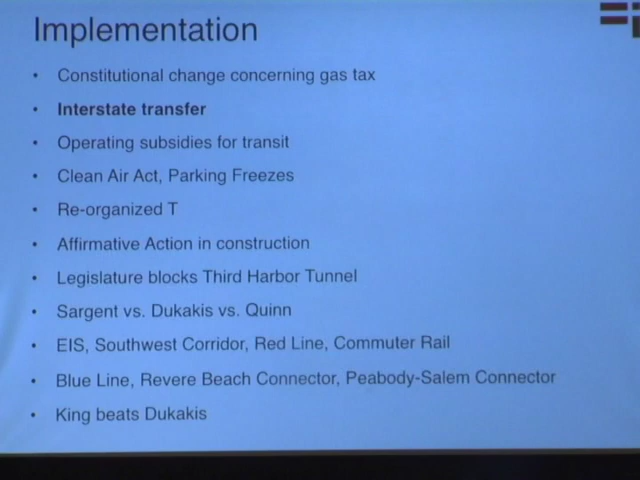 Implementation
• Constitutional change concerning gas tax
• Interstate transfer
• Operating subsidies for transit
• Clean Air Act, Parking Freezes
• Re-organized T
• Affirmative Action in construction
• Legislature blocks Third Harbor Tunnel
• Sargent vs. Dukakis vs. Quinn
• EIS, Southwest Corridor, Red Line, Commuter Rail
• Blue Line, Revere Beach Connector, Peabody-Salem Connector
• King beats Dukakis